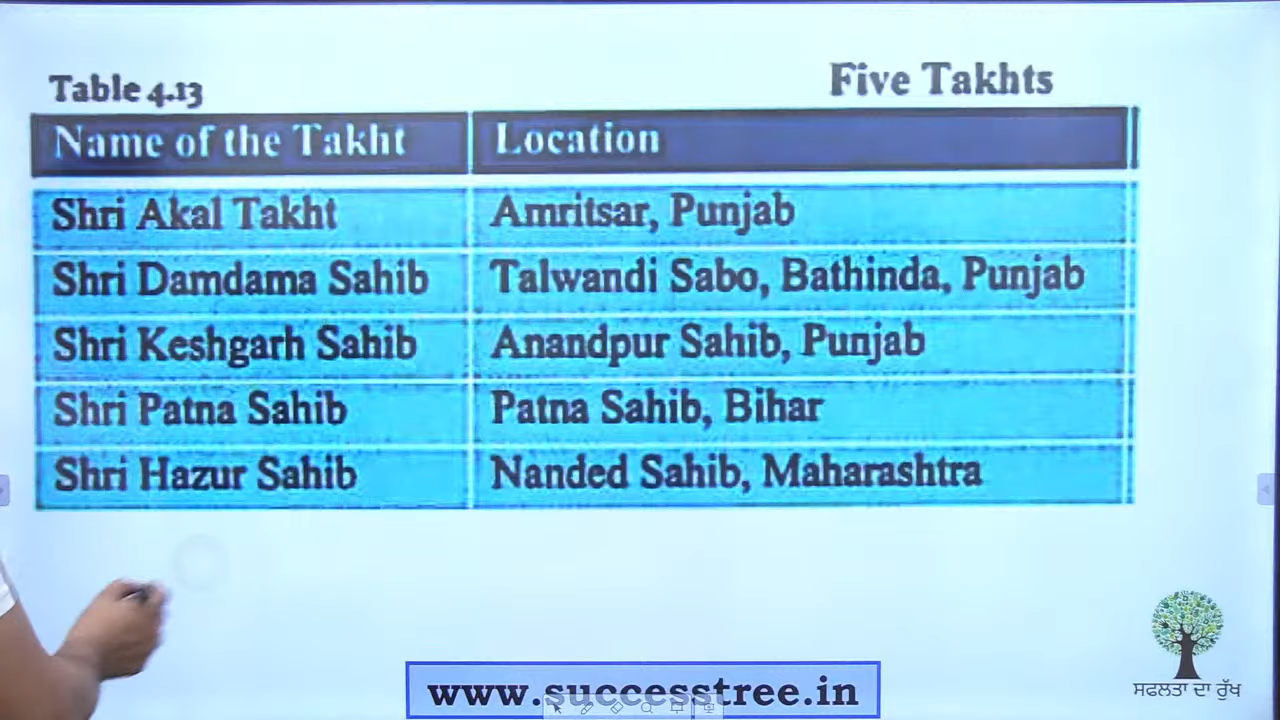 Table 4.13 Five Takhts
Name of the Takht Location
Shri Akal Takht Amritsar, Punjab
Shri Damdama Sahib Talwandi Sabo, Bathinda, Punjab
Shri Keshgarh Sahib Anandpur Sahib, Punjab
Shri Patna Sahib Patna Sahib, Bihar
Shri Hazur Sahib Nanded Sahib, Maharashtra
ਸਫਲਤਾ ਦਾ ਰੁੱਖ
www.successtree.in